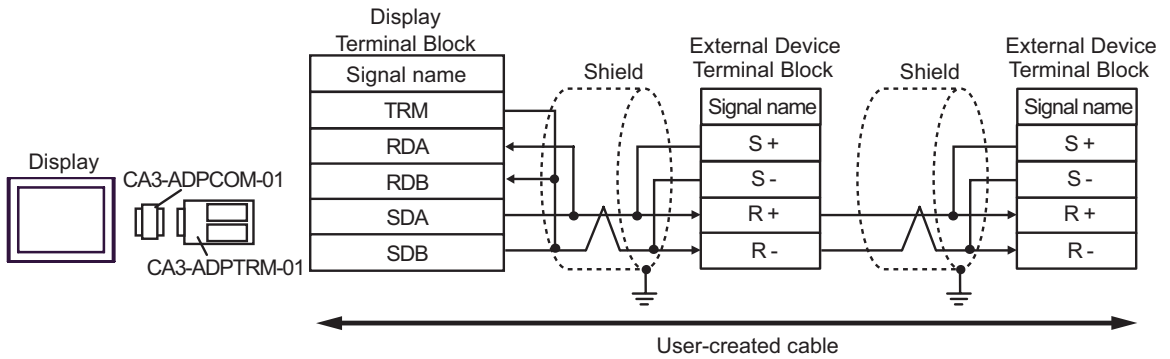 Display
CA3-ADPCOM-01
CA3-ADPTRM-01
Display
Terminal Block
Signal name
TRM
RDA
RDB
SDA
SDB
Shield
External Device
Terminal Block
Signal name
S +
S -
R +
R -
Shield
External Device
Terminal Block
Signal name
S +
S -
R +
R -
User-created cable